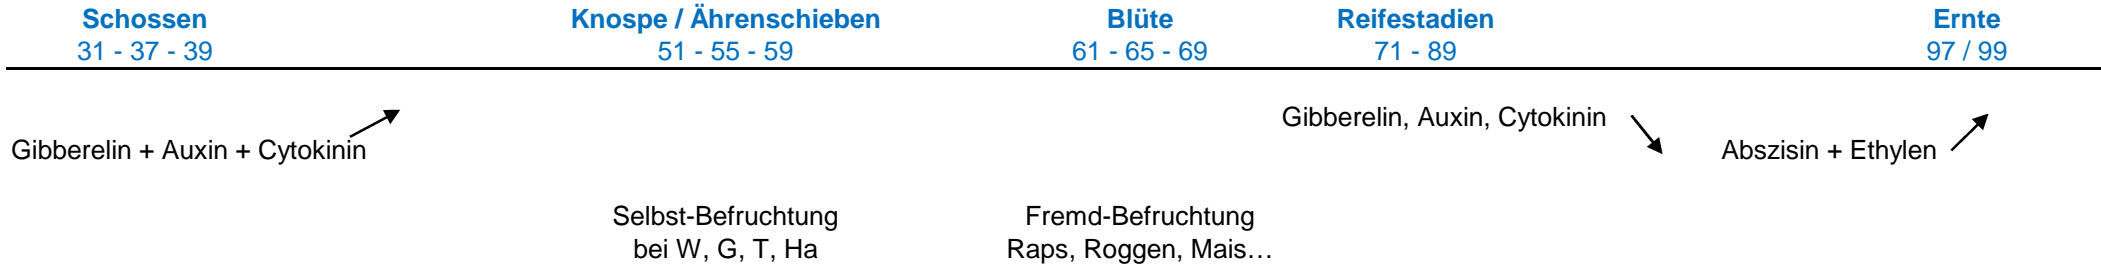 Schossen
31 - 37 - 39
Knospe / Ährenschieben
51 - 55 - 59
Blüte
61 - 65 - 69
Reifestadien
71 - 89
Ernte
97 / 99
Gibberelin + Auxin + Cytokinin
Gibberelin, Auxin, Cytokinin
Abszisin + Ethylen
Selbst-Befruchtung
bei W, G, T, Ha
Fremd-Befruchtung
Raps, Roggen, Mais…